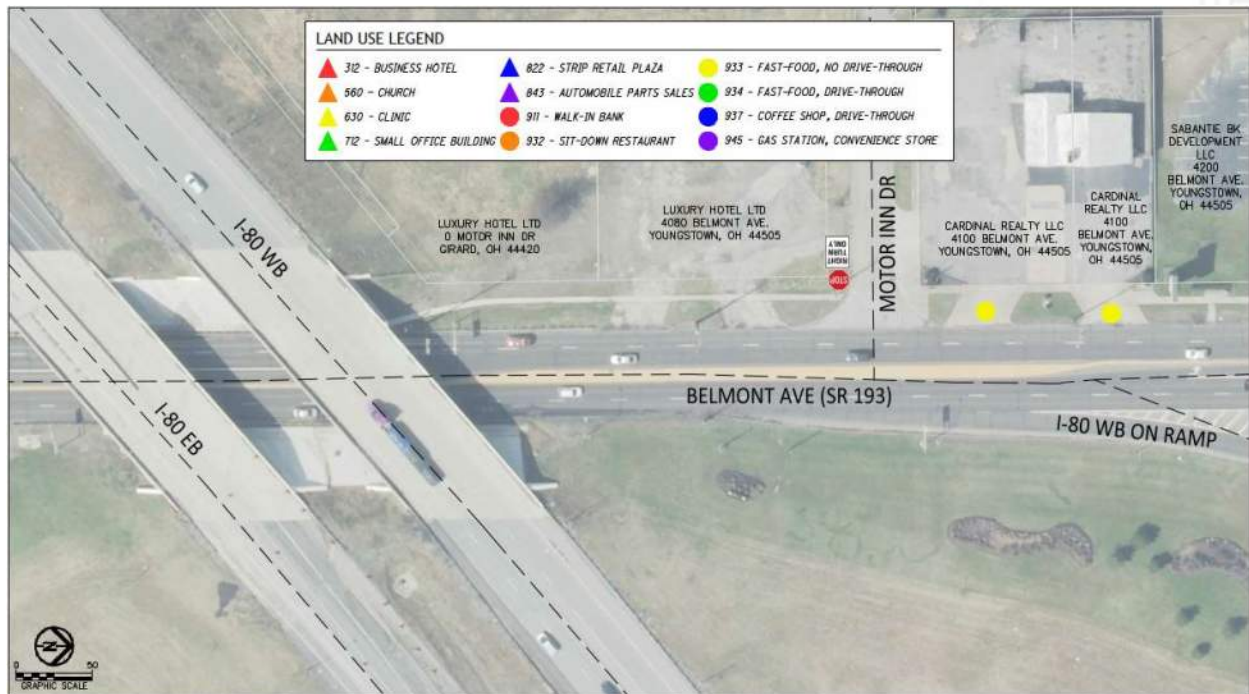 LAND USE LEGEND
312 - BUSINESS HOTEL
560 - CHURCH
630 - CLINIC
712 - SMALL OFFICE BUILDING
822 - STRIP RETAIL PLAZA
843 - AUTOMOBILE PARTS SALES
911 - WALK-IN BANK
932 - SIT-DOWN RESTAURANT
933 - FAST-FOOD, NO DRIVE-THROUGH
934 - FAST-FOOD, DRIVE-THROUGH
937 - COFFEE SHOP, DRIVE-THROUGH
945 - GAS STATION, CONVENIENCE STORE
I-80 WB
I-80 EB
LUXURY HOTEL LTD
0 MOTOR INN DR
GIRARD, OH 44420
LUXURY HOTEL LTD
4080 BELMONT AVE.
YOUNGSTOWN, OH 44505
RIGHT
TURN
ONLY
STOP
MOTOR INN DR
CARDINAL REALTY LLC
4100 BELMONT AVE.
YOUNGSTOWN, OH 44505
CARDINAL
REALTY LLC
4100
BELMONT AVE.
YOUNGSTOWN,
OH 44505
SABANTIE BK
DEVELOPMENT
LLC
4200
BELMONT AVE.
YOUNGSTOWN,
OH 44505
BELMONT AVE (SR 193)
I-80 WB ON RAMP
N
0 50
GRAPHIC SCALE